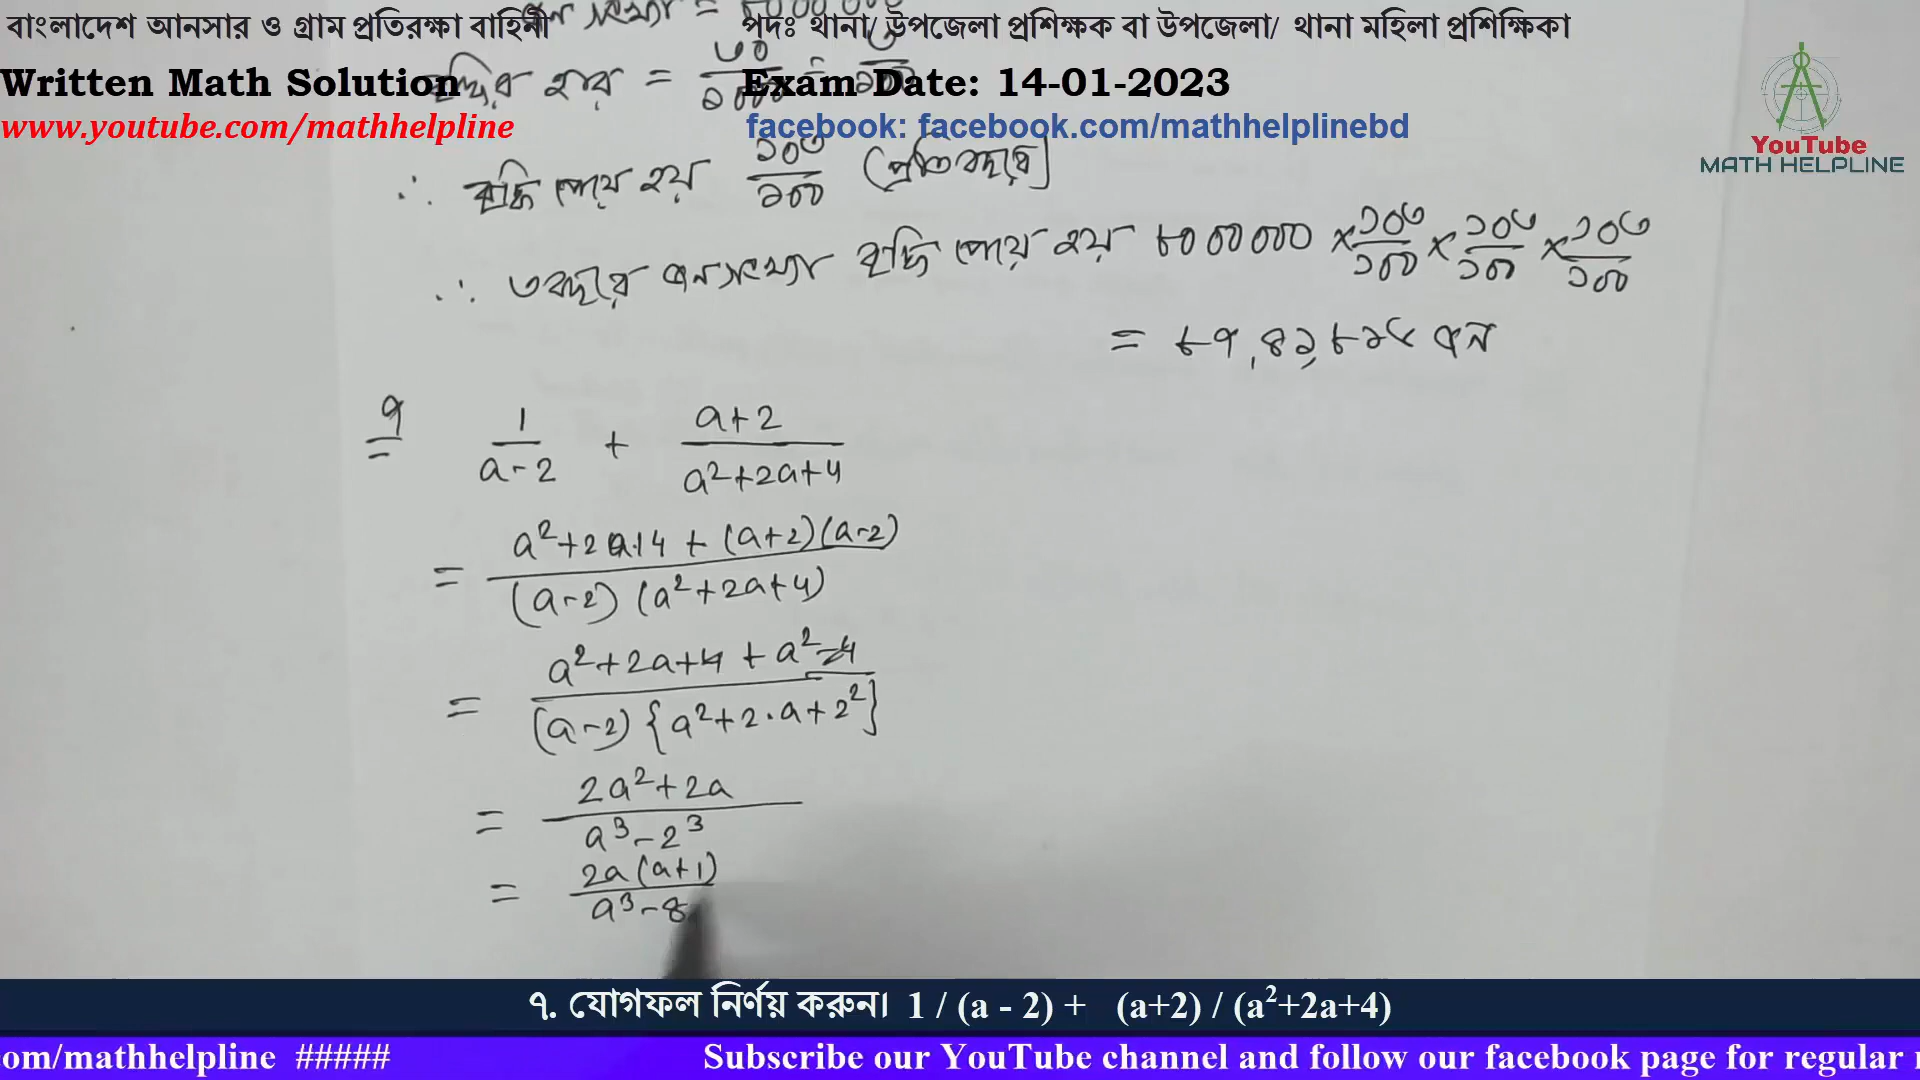 বাংলাদেশ আনসার ও গ্রাম প্রতিরক্ষা বাহিনী
পদঃ থানা/ উপজেলা প্রশিক্ষক বা উপজেলা/ থানা মহিলা প্রশিক্ষিকা
Written Math Solution
Exam Date: 14-01-2023
www.youtube.com/mathhelpline
facebook: facebook.com/mathhelplinebd
YouTube
MATH HELPLINE
বৃদ্ধির হার =
∴ বৃদ্ধি পেয়ে হয় ১০৩/১০০ (প্রতিবছরে)
∴ ৩ বছরে জনসংখ্যা বৃদ্ধি পেয়ে হয় ৮০০০০০০ × ১০৩/১০০ × ১০৩/১০০ × ১০৩/১০০
= ৮৭,৪১,৮১৬ জন
৭ 1/(a-2) + (a+2)/(a²+2a+4)
= (a²+2a+4 + (a+2)(a-2))/((a-2)(a²+2a+4))
= (a²+2a+4 + a²-4)/((a-2){a²+2·a+2²})
= (2a²+2a)/(a³-2³)
= 2a(a+1)/(a³-8)
৭. যোগফল নির্ণয় করুন। 1 / (a - 2) + (a+2) / (a²+2a+4)
com/mathhelpline ##### Subscribe our YouTube channel and follow our facebook page for regular